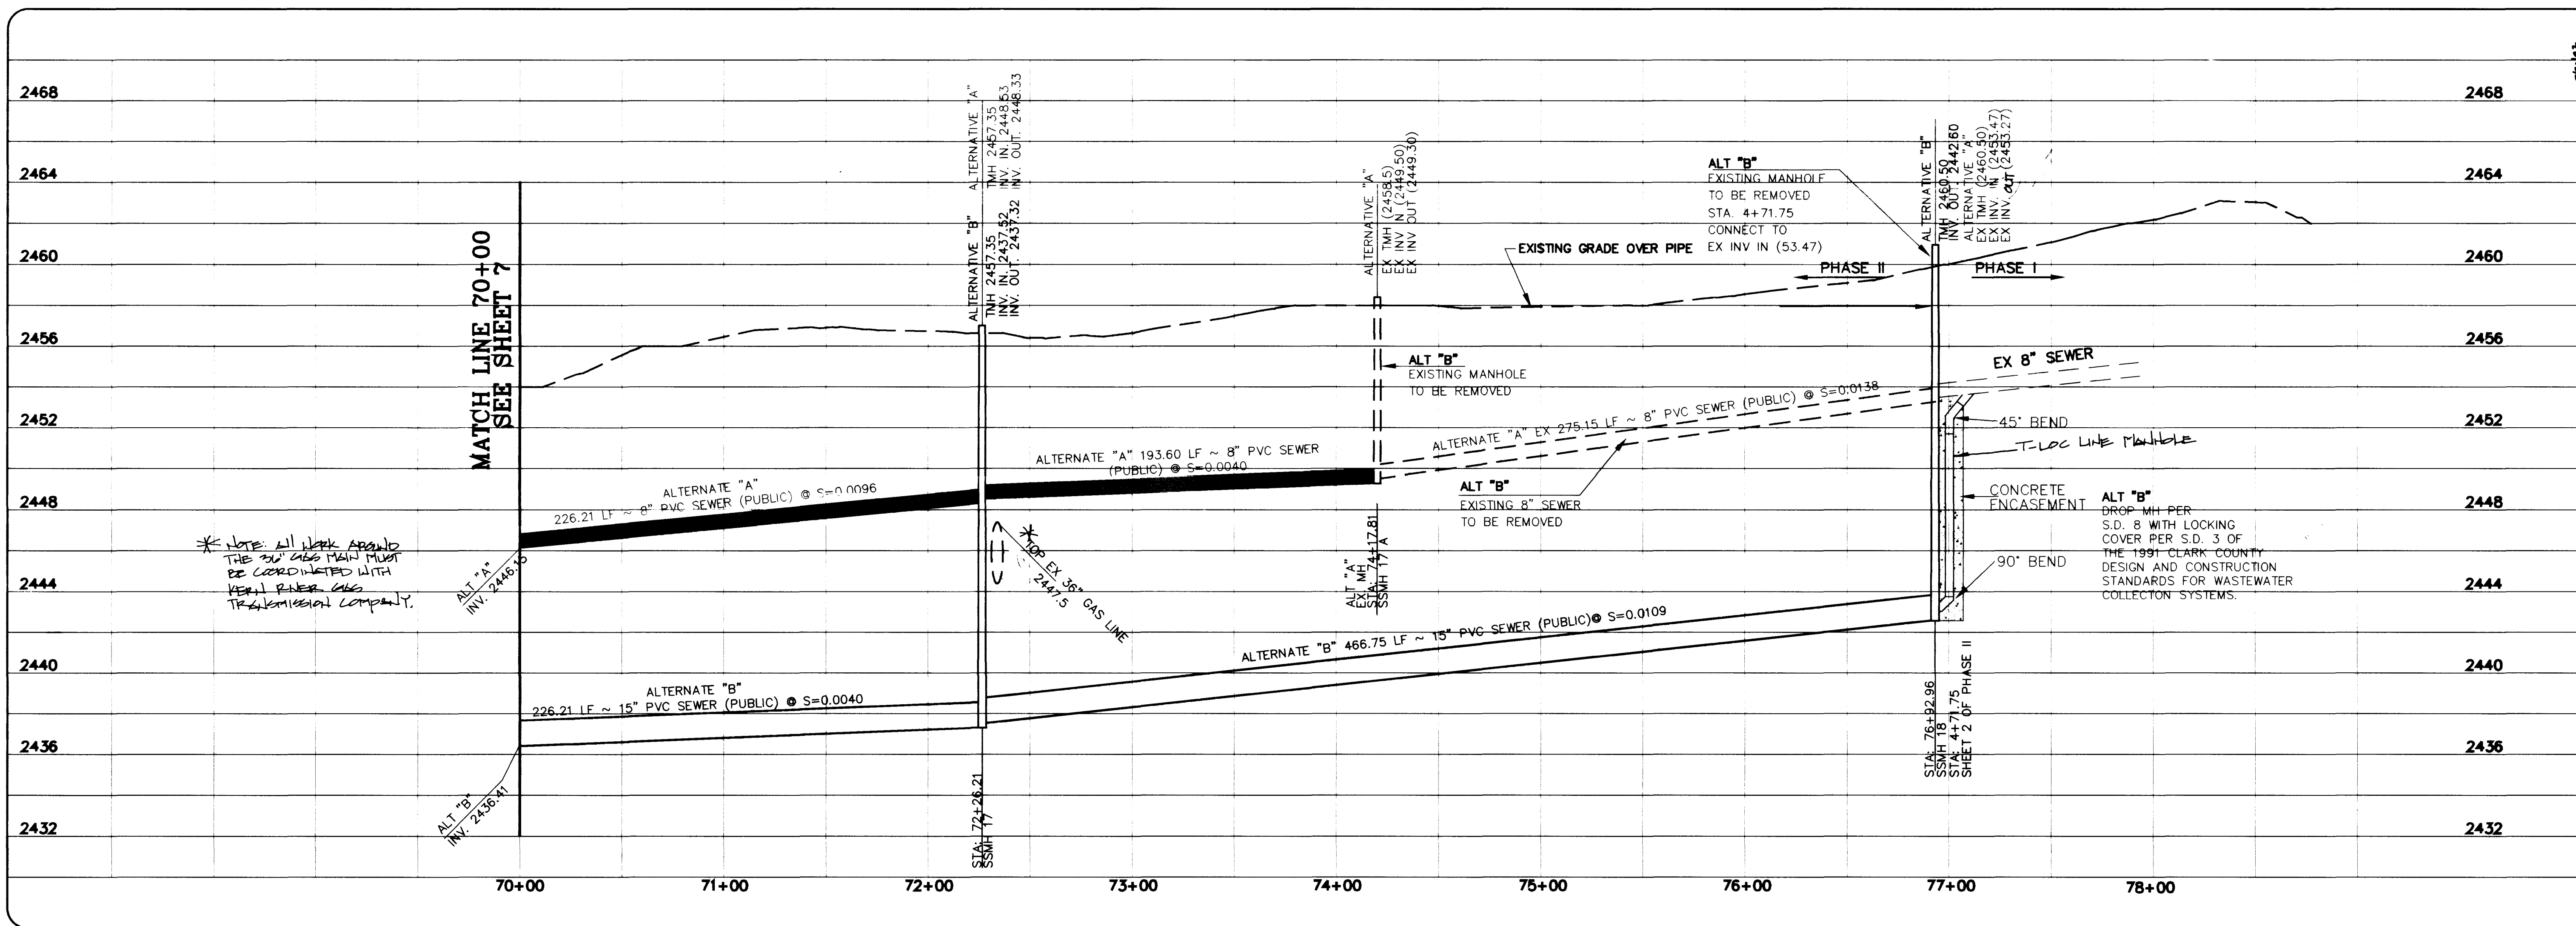 2468
2464
2460
2456
2452
2448
2444
2440
2436
2432
MATCH LINE 70+00
SEE SHEET 7
* NOTE: All WORK AROUND
THE 36" GAS MAIN MUST
BE COORDINATED WITH
KERN RIVER GAS
TRANSMISSION COMPANY.
ALT "A"
INV. 2446.15
ALT "B"
INV. 2436.41
ALTERNATE "A"
226.21 LF ~ 8" PVC SEWER (PUBLIC) @ S=0.0096
ALTERNATE "B"
226.21 LF ~ 15" PVC SEWER (PUBLIC) @ S=0.0040
ALTERNATIVE "A"
TMH 2457.35
INV. IN. 2448.53
INV. OUT. 2448.33
ALTERNATIVE "B"
TMH 2457.35
INV. IN. 2437.52
INV. OUT. 2437.32
STA: 72+26.21
SSMH 17
*
TOP EX 36" GAS LINE
2447.5
ALTERNATE "A" 193.60 LF ~ 8" PVC SEWER
(PUBLIC) @ S=0.0040
ALTERNATIVE "A"
EX TMH (2458.5)
EX INV IN (2449.50)
EX INV OUT (2449.30)
ALT "B"
EXISTING MANHOLE
TO BE REMOVED
ALT "A"
EX MH
STA: 74+17.81
SSMH 17 A
ALTERNATE "A" EX 275.15 LF ~ 8" PVC SEWER (PUBLIC) @ S=0.0138
ALT "B"
EXISTING 8" SEWER
TO BE REMOVED
ALTERNATE "B" 466.75 LF ~ 15" PVC SEWER (PUBLIC)@ S=0.0109
EXISTING GRADE OVER PIPE
ALT "B"
EXISTING MANHOLE
TO BE REMOVED
STA. 4+71.75
CONNECT TO
EX INV IN (53.47)
PHASE II
PHASE I
ALTERNATIVE "B"
TMH 2460.50
INV. OUT. 2442.60
ALTERNATIVE "A"
EX TMH (2460.50)
EX INV. IN (2453.47)
EX INV. OUT (2453.27)
EX 8" SEWER
45° BEND
T-LOC LINE MANHOLE
CONCRETE
ENCASEMENT
90° BEND
ALT "B"
DROP MH PER
S.D. 8 WITH LOCKING
COVER PER S.D. 3 OF
THE 1991 CLARK COUNTY
DESIGN AND CONSTRUCTION
STANDARDS FOR WASTEWATER
COLLECTON SYSTEMS.
STA: 76+92.96
SSMH 18
STA: 4+71.75
SHEET 2 OF PHASE II
2468
2464
2460
2456
2452
2448
2444
2440
2436
2432
70+00
71+00
72+00
73+00
74+00
75+00
76+00
77+00
78+00